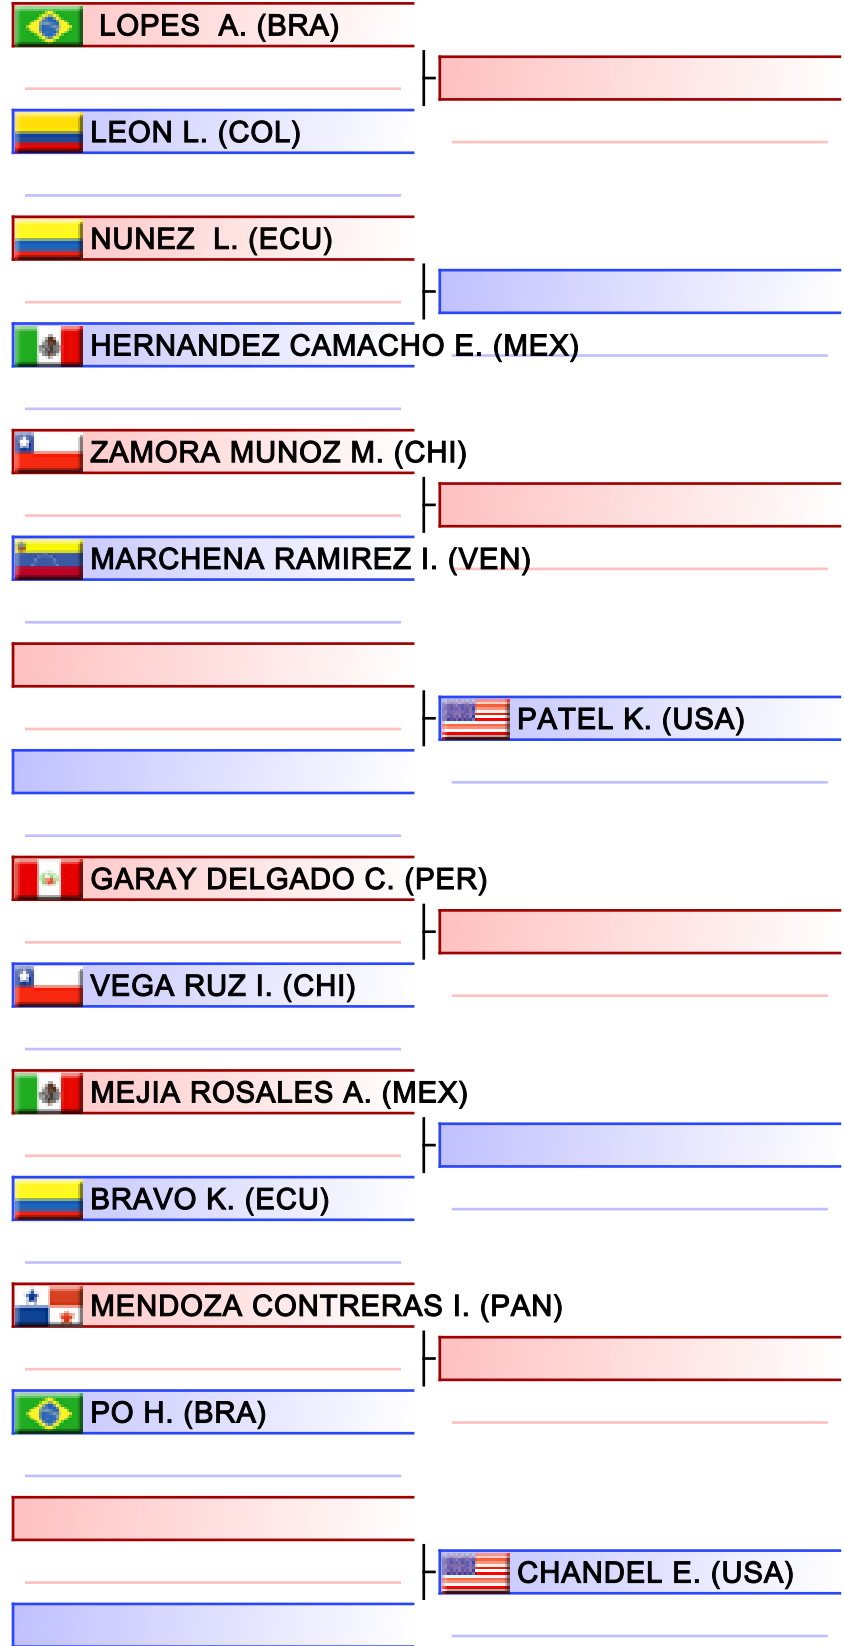 LOPES A. (BRA)
LEON L. (COL)
NUNEZ L. (ECU)
HERNANDEZ CAMACHO E. (MEX)
ZAMORA MUNOZ M. (CHI)
MARCHENA RAMIREZ I. (VEN)
PATEL K. (USA)
GARAY DELGADO C. (PER)
VEGA RUZ I. (CHI)
MEJIA ROSALES A. (MEX)
BRAVO K. (ECU)
MENDOZA CONTRERAS I. (PAN)
PO H. (BRA)
CHANDEL E. (USA)